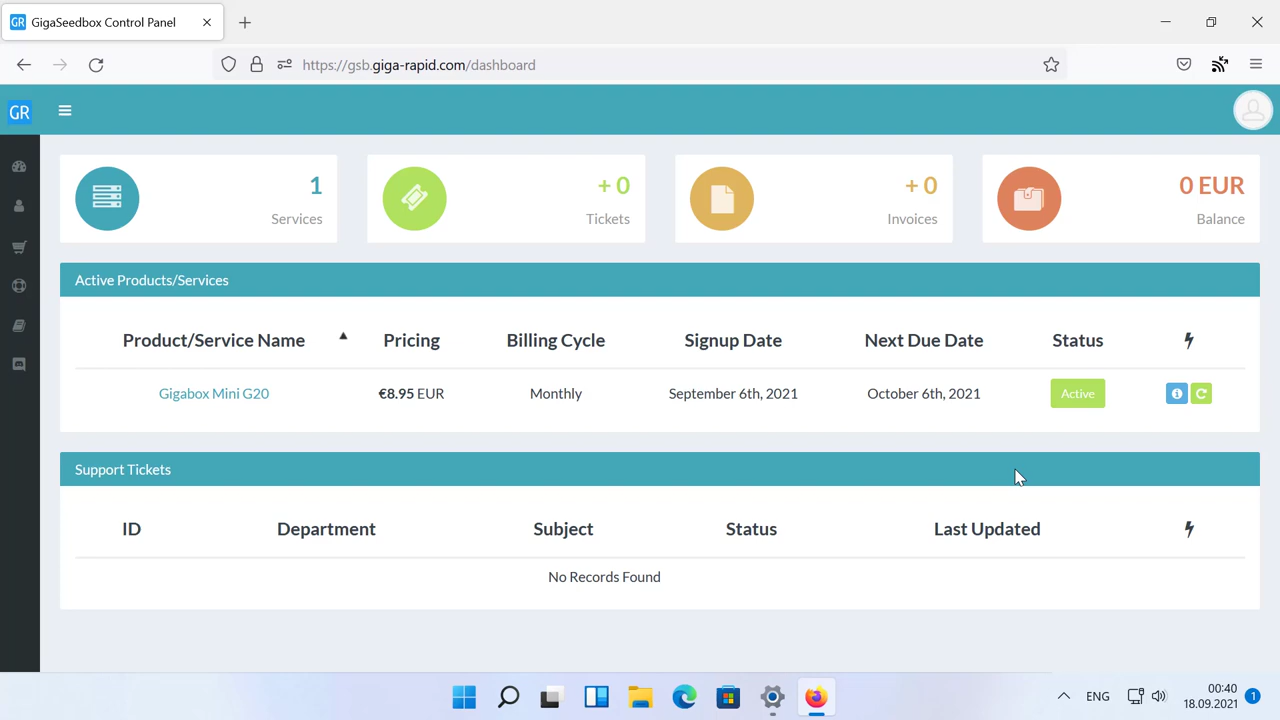 GR GigaSeedbox Control Panel
https://gsb.giga-rapid.com/dashboard
GR
1
Services
+ 0
Tickets
+ 0
Invoices
0 EUR
Balance
Active Products/Services
Product/Service Name Pricing Billing Cycle Signup Date Next Due Date Status
Gigabox Mini G20 €8.95 EUR Monthly September 6th, 2021 October 6th, 2021 Active
Support Tickets
ID Department Subject Status Last Updated
No Records Found
ENG
00:40
18.09.2021
1